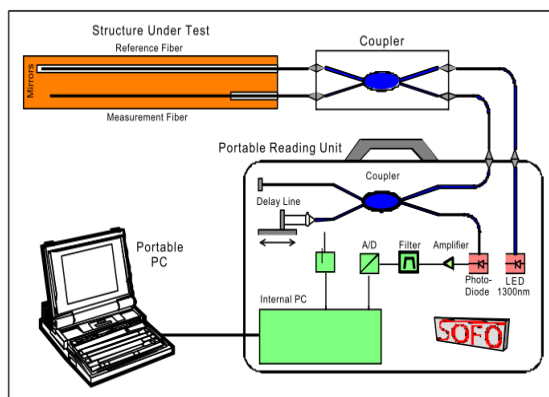 Structure Under Test
Reference Fiber
Mirrors
Measurement Fiber
Coupler
Portable Reading Unit
Coupler
Delay Line
A/D
Filter
Amplifier
Photo-
Diode
LED
1300nm
Portable
PC
Internal PC
SOFO